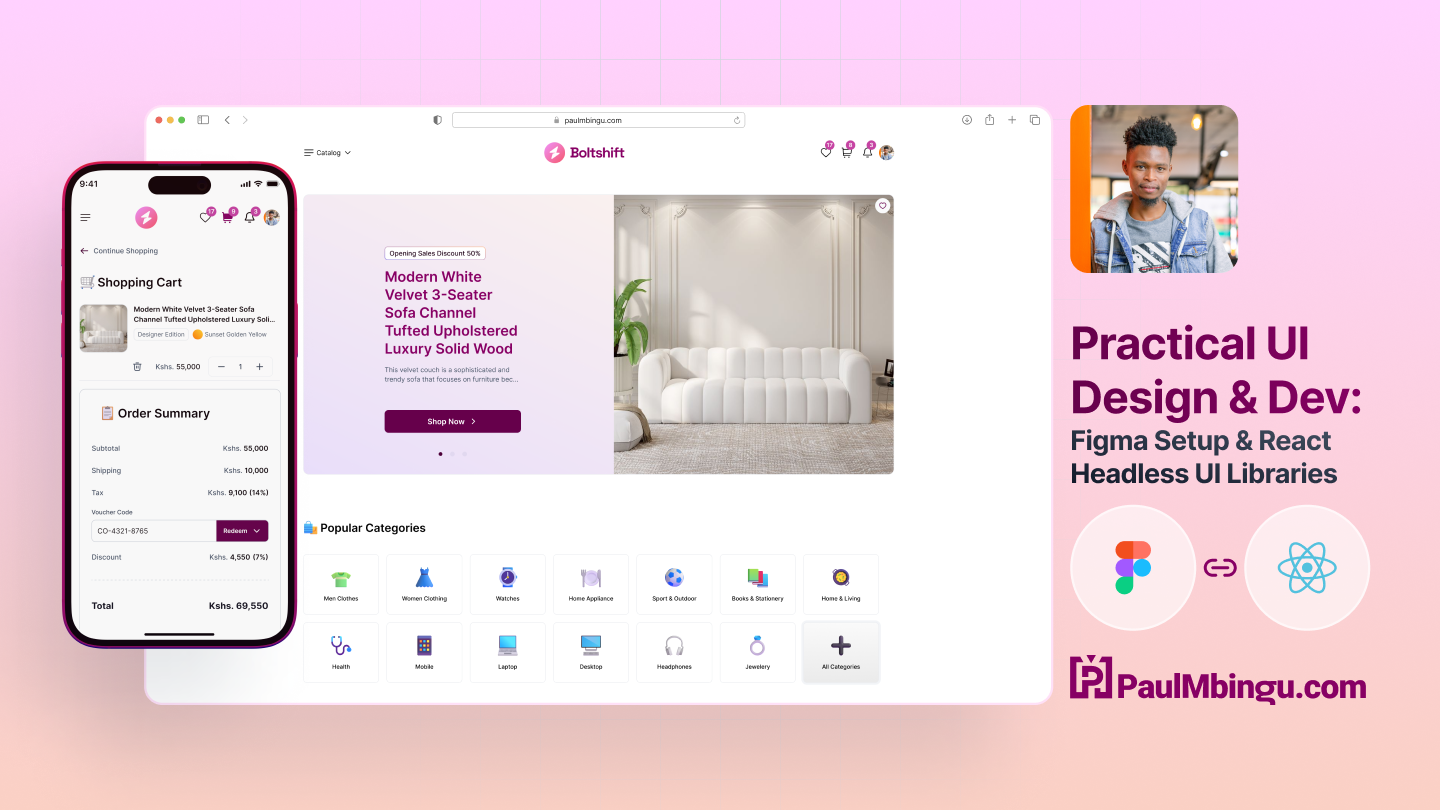 paulmbingu.com
Catalog
Boltshift
17
8
3
Opening Sales Discount 50%
Modern White
Velvet 3-Seater
Sofa Channel
Tufted Upholstered
Luxury Solid Wood
This velvet couch is a sophisticated and
trendy sofa that focuses on furniture bec...
Shop Now
Popular Categories
Men Clothes
Women Clothing
Watches
Home Appliance
Sport & Outdoor
Books & Stationery
Home & Living
Health
Mobile
Laptop
Desktop
Headphones
Jewelery
All Categories
9:41
17
9
3
Continue Shopping
Shopping Cart
Modern White Velvet 3-Seater Sofa
Channel Tufted Upholstered Luxury Soli...
Designer Edition
Sunset Golden Yellow
Kshs. 55,000
1
Order Summary
Subtotal Kshs. 55,000
Shipping Kshs. 10,000
Tax Kshs. 9,100 (14%)
Voucher Code
CO-4321-8765 Redeem
Discount Kshs. 4,550 (7%)
Total Kshs. 69,550
Practical UI
Design & Dev:
Figma Setup & React
Headless UI Libraries
PaulMbingu.com